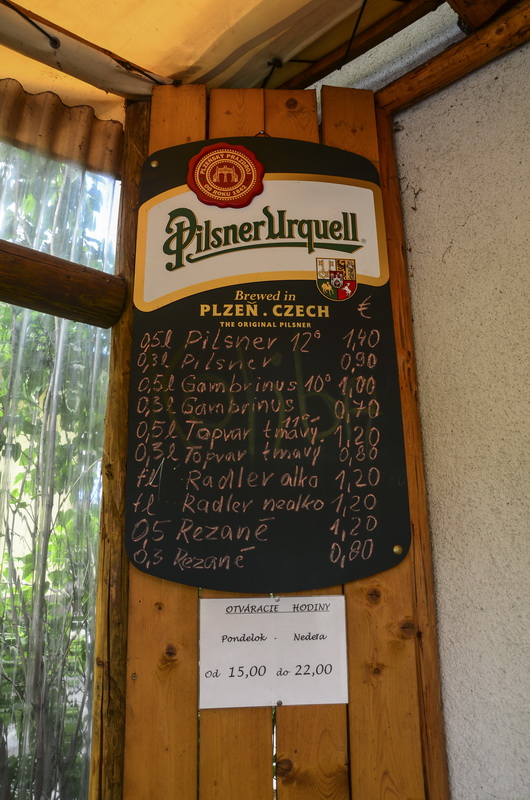 PLZEŇSKÝ PRAZDROJ
OD ROKU 1842
Pilsner Urquell
Brewed in
PLZEŇ . CZECH
THE ORIGINAL PILSNER
€
0,5l Pilsner 12° 1,40
0,3l Pilsner 0,90
0,5l Gambrinus 10° 1,00
0,3l Gambrinus 0,70
0,5l Topvar tmavý 11° 1,20
0,3l Topvar tmavý 0,80
fl Radler alko 1,20
fl Radler nealko 1,20
0,5 Rezané 1,20
0,3 Rezané 0,80
OTVÁRACIE HODINY
Pondelok - Nedeľa
Od 15,00 do 22,00